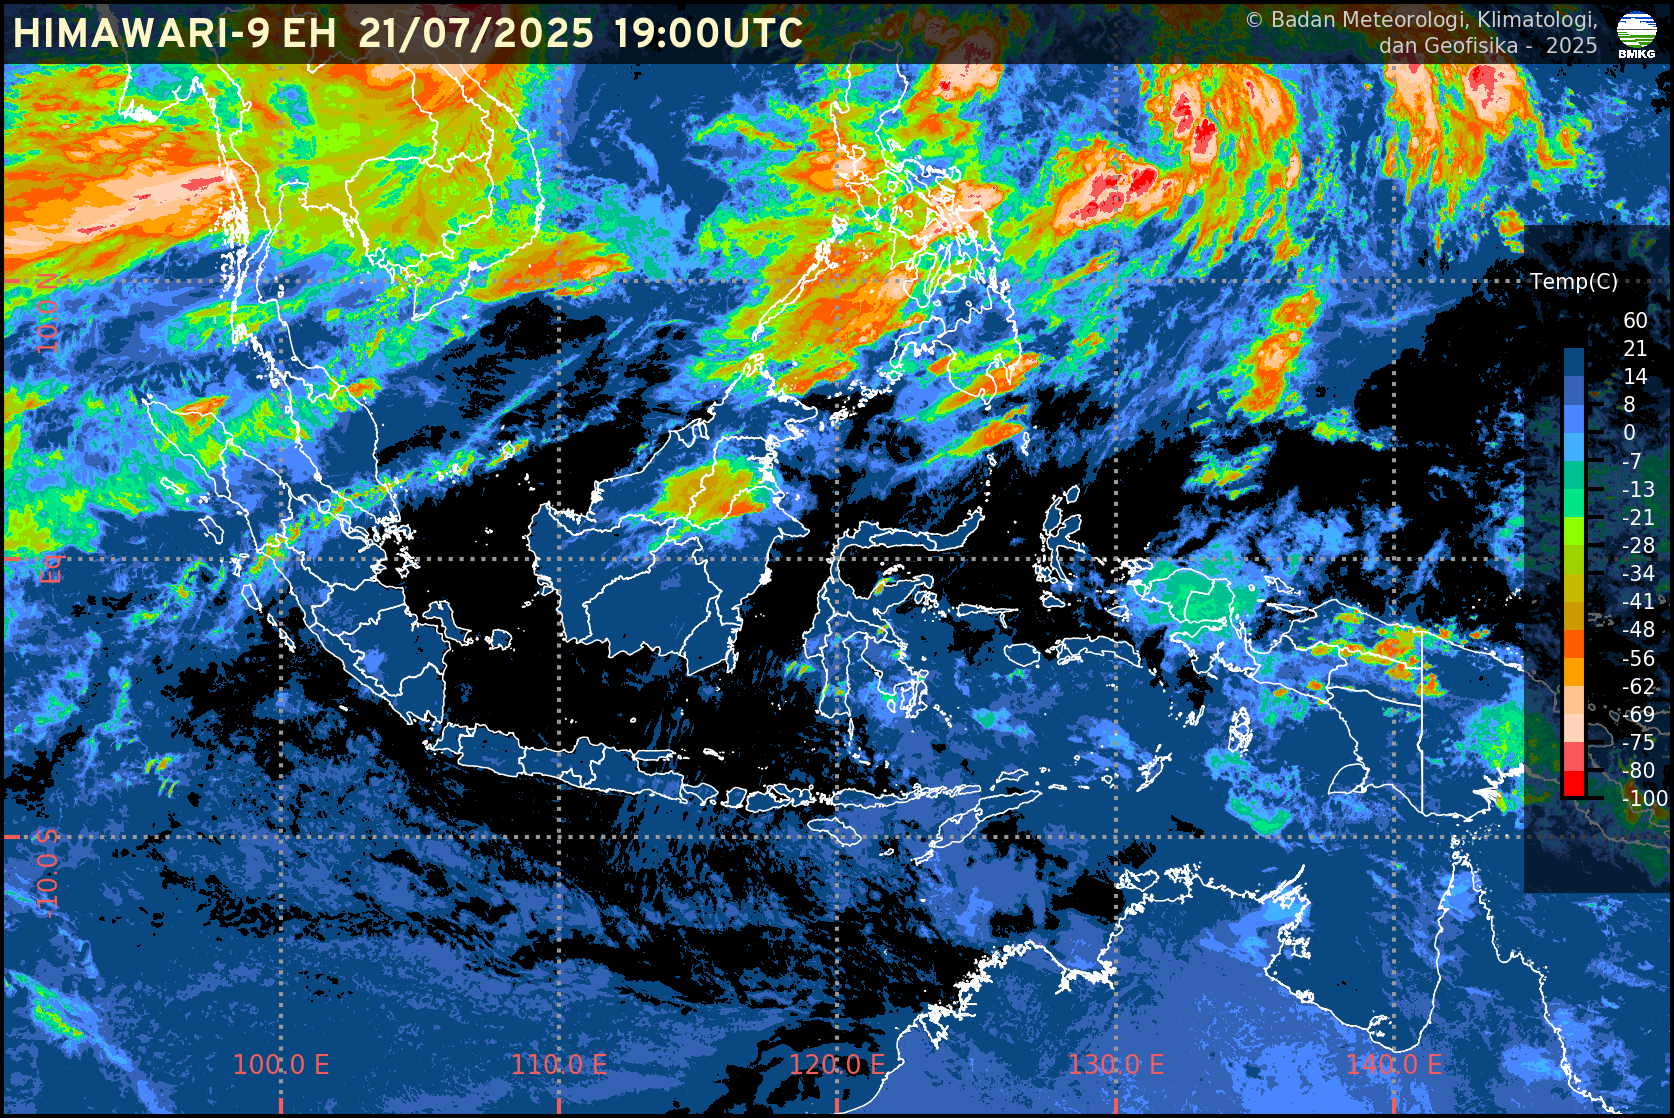 HIMAWARI-9 EH  21/07/2025  19:00UTC
© Badan Meteorologi, Klimatologi,
dan Geofisika -  2025
BMKG
Temp(C)
60
21
14
8
0
-7
-13
-21
-28
-34
-41
-48
-56
-62
-69
-75
-80
-100
10.0 N
Eq
-10.0 S
100.0 E
110.0 E
120.0 E
130.0 E
140.0 E